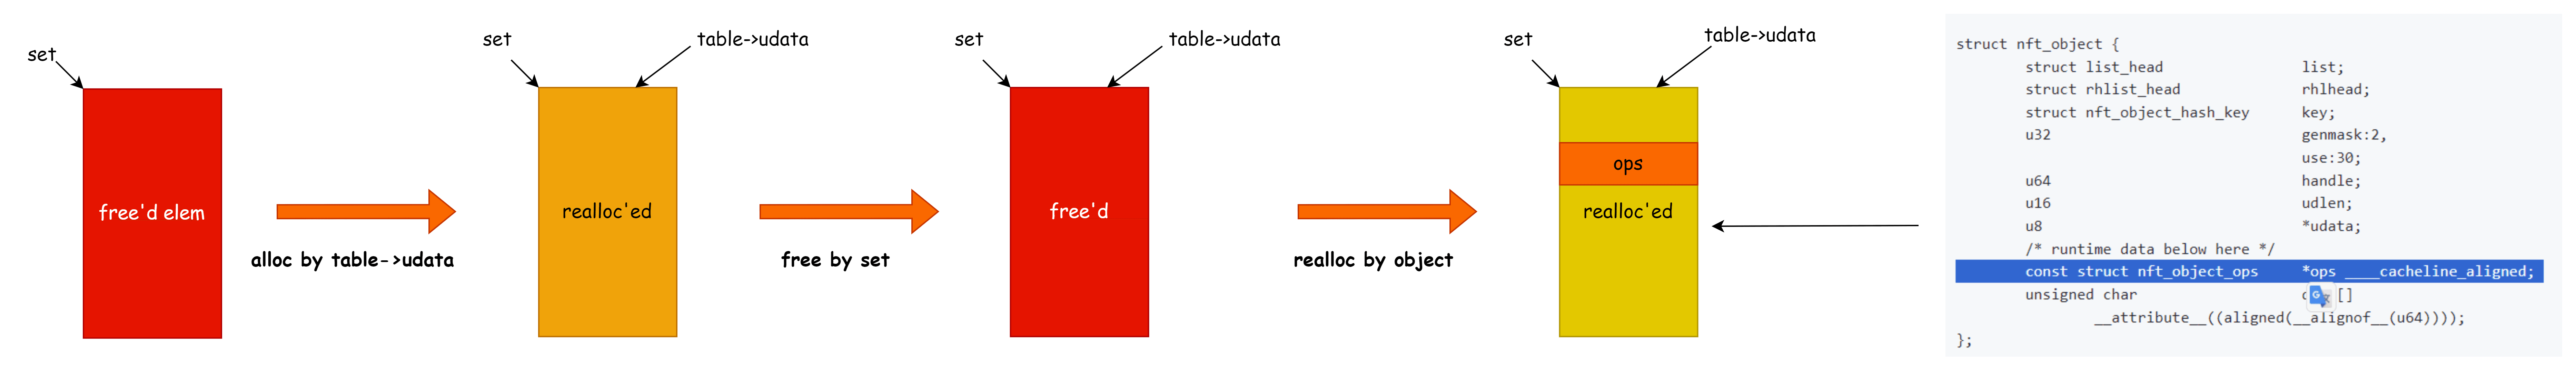 set
free'd elem
alloc by table->udata
set
table->udata
realloc'ed
free by set
set
table->udata
free'd
realloc by object
set
table->udata
ops
realloc'ed
struct nft_object {
struct list_head list;
struct rhlist_head rhlhead;
struct nft_object_hash_key key;
u32 genmask:2,
use:30;
u64 handle;
u16 udlen;
u8 *udata;
/* runtime data below here */
const struct nft_object_ops *ops ____cacheline_aligned;
unsigned char []
__attribute__((aligned(__alignof__(u64))));
};